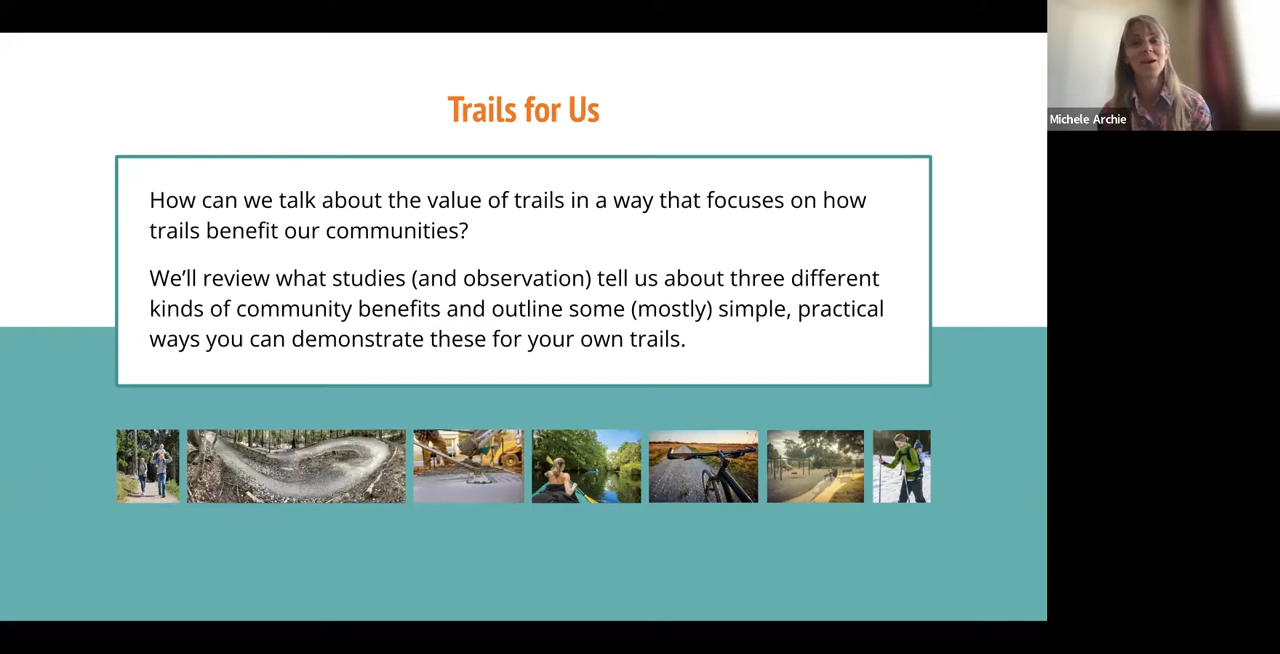 Trails for Us
How can we talk about the value of trails in a way that focuses on how
trails benefit our communities?
We’ll review what studies (and observation) tell us about three different
kinds of community benefits and outline some (mostly) simple, practical
ways you can demonstrate these for your own trails.
Michele Archie